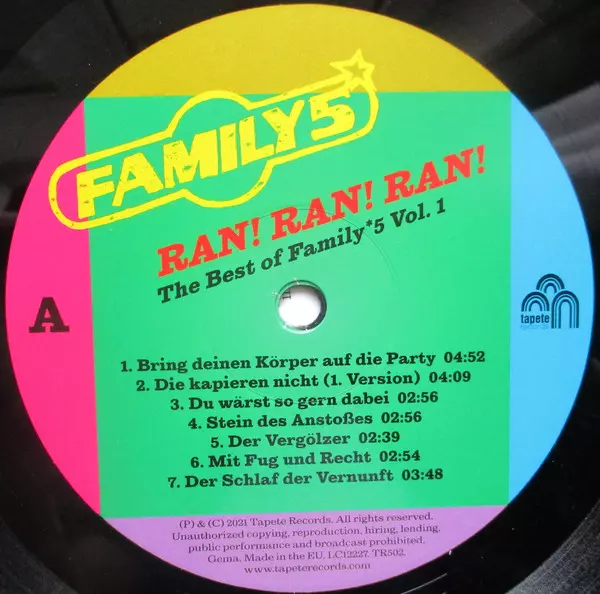 FAMILY 5
RAN! RAN! RAN!
The Best of Family*5 Vol. 1
A
tapete
records
1. Bring deinen Körper auf die Party 04:52
2. Die kapieren nicht (1. Version) 04:09
3. Du wärst so gern dabei 02:56
4. Stein des Anstoßes 02:56
5. Der Vergölzer 02:39
6. Mit Fug und Recht 02:54
7. Der Schlaf der Vernunft 03:48
(P) & (C) 2021 Tapete Records. All rights reserved.
Unauthorized copying, reproduction, hiring, lending,
public performance and broadcast prohibited.
Gema. Made in the EU. LC12227. TR502.
www.tapeterecords.com